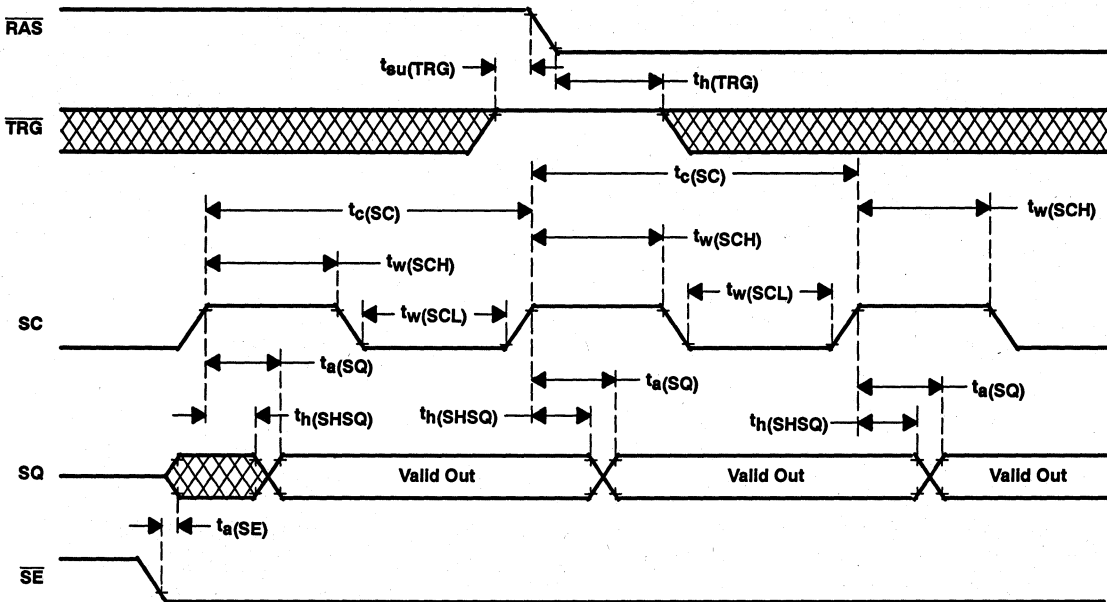 RAS
tsu(TRG)
th(TRG)
TRG
tc(SC)
tc(SC)
tw(SCH)
tw(SCH)
tw(SCH)
SC
tw(SCL)
tw(SCL)
ta(SQ)
ta(SQ)
ta(SQ)
th(SHSQ)
th(SHSQ)
th(SHSQ)
SQ
Valid Out
Valid Out
Valid Out
ta(SE)
SE